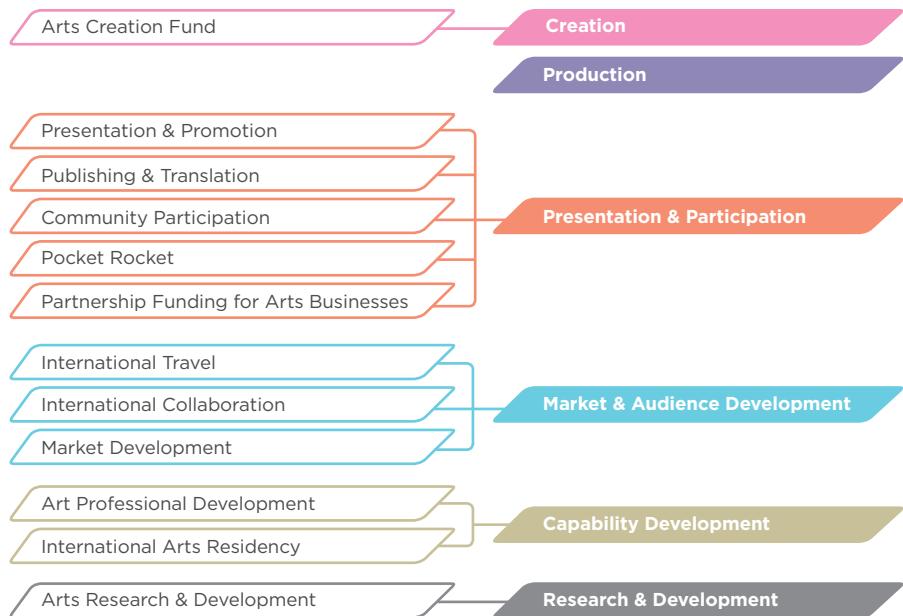 Arts Creation Fund
Creation
Production
Presentation & Promotion
Publishing & Translation
Community Participation
Pocket Rocket
Partnership Funding for Arts Businesses
Presentation & Participation
International Travel
International Collaboration
Market Development
Market & Audience Development
Art Professional Development
International Arts Residency
Capability Development
Arts Research & Development
Research & Development